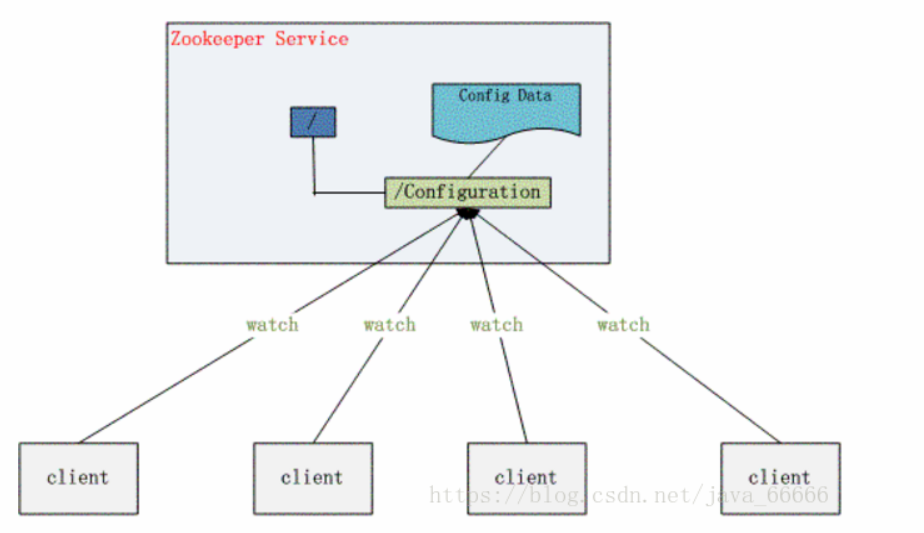 Zookeeper Service
Config Data
/
/Configuration
watch watch watch watch
client client client client
https://blog.csdn.net/java_66666